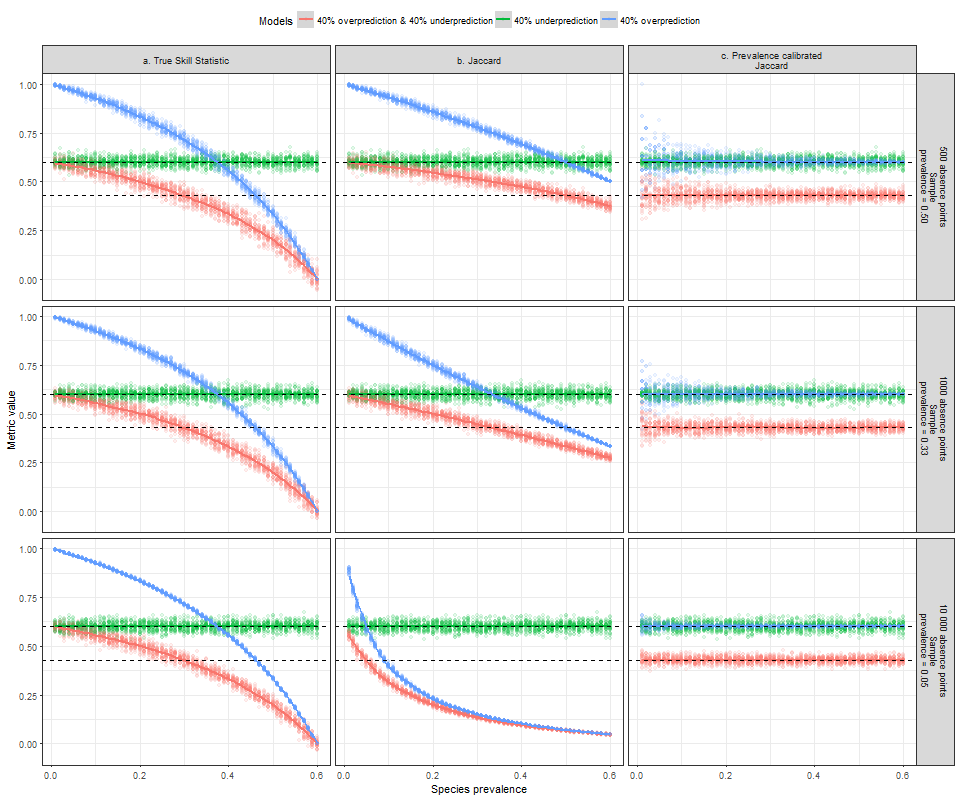 Models 40% overprediction & 40% underprediction 40% underprediction 40% overprediction
a. True Skill Statistic
b. Jaccard
c. Prevalence calibrated
Jaccard
Metric value
1.00
0.75
0.50
0.25
0.00
500 absence points
Sample
prevalence = 0.50
1.00
0.75
0.50
0.25
0.00
1000 absence points
Sample
prevalence = 0.33
1.00
0.75
0.50
0.25
0.00
10 000 absence points
Sample
prevalence = 0.05
0.0 0.2 0.4 0.6 0.0 0.2 0.4 0.6 0.0 0.2 0.4 0.6
Species prevalence